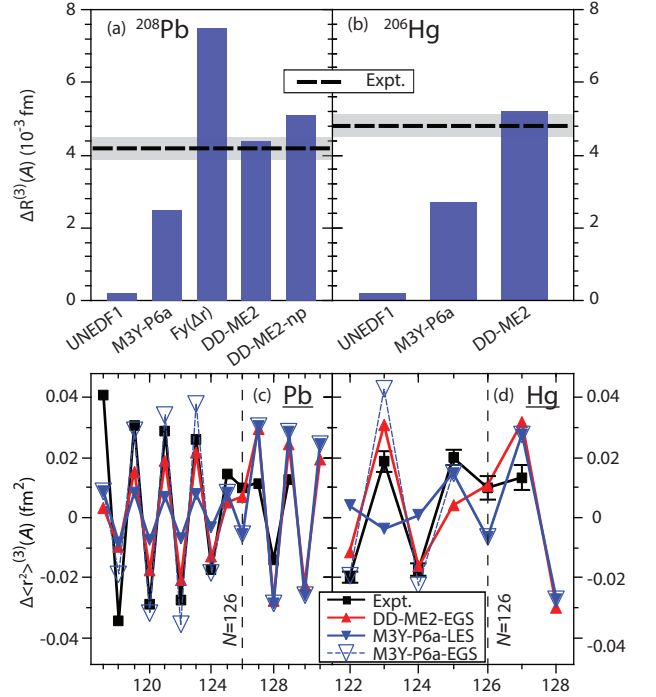 (a) ²⁰⁸Pb
(b) ²⁰⁶Hg
Expt.
ΔR⁽³⁾(A) (10⁻³ fm)
8
6
4
2
0
8
6
4
2
0
UNEDF1
M3Y-P6a
Fy(Δr)
DD-ME2
DD-ME2-np
UNEDF1
M3Y-P6a
DD-ME2
Δ<r²>⁽³⁾(A) (fm²)
0.04
0.02
0
-0.02
-0.04
(c) Pb
(d) Hg
0.04
0.02
0
-0.02
-0.04
N=126
N=126
Expt.
DD-ME2-EGS
M3Y-P6a-LES
M3Y-P6a-EGS
120 124 128
122 124 126 128